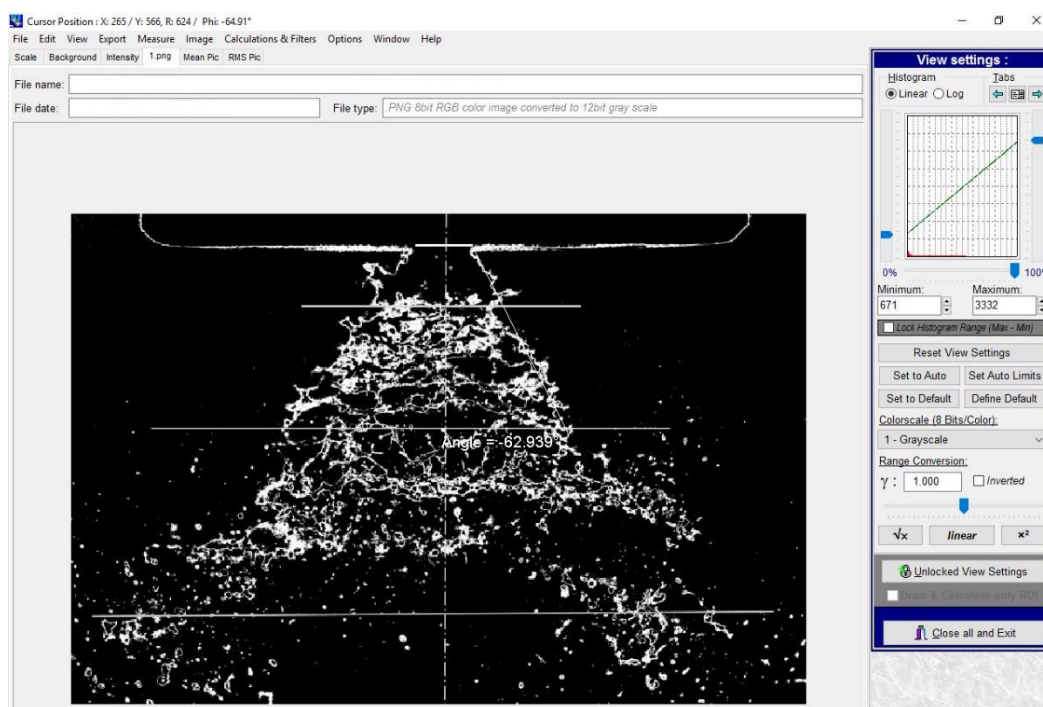 Cursor Position : X: 265 / Y: 566, R: 624 / Phi: -64.91°
File Edit View Export Measure Image Calculations & Filters Options Window Help
Scale Background Intensity 1.png Mean Pic RMS Pic
File name:
File date: File type: .PNG 8bit RGB color image converted to 12bit gray scale
Angle = -62.939
View settings :
Histogram Tabs
Linear Log
0% 100%
Minimum: Maximum:
671 3332
Lock Histogram Range (Max - Min)
Reset View Settings
Set to Auto Set Auto Limits
Set to Default Define Default
Colorscale (8 Bits/Color):
1 - Grayscale
Range Conversion:
γ : 1.000 Inverted
√x linear x²
Unlocked View Settings
Draw & Calculate only ROI
Close all and Exit